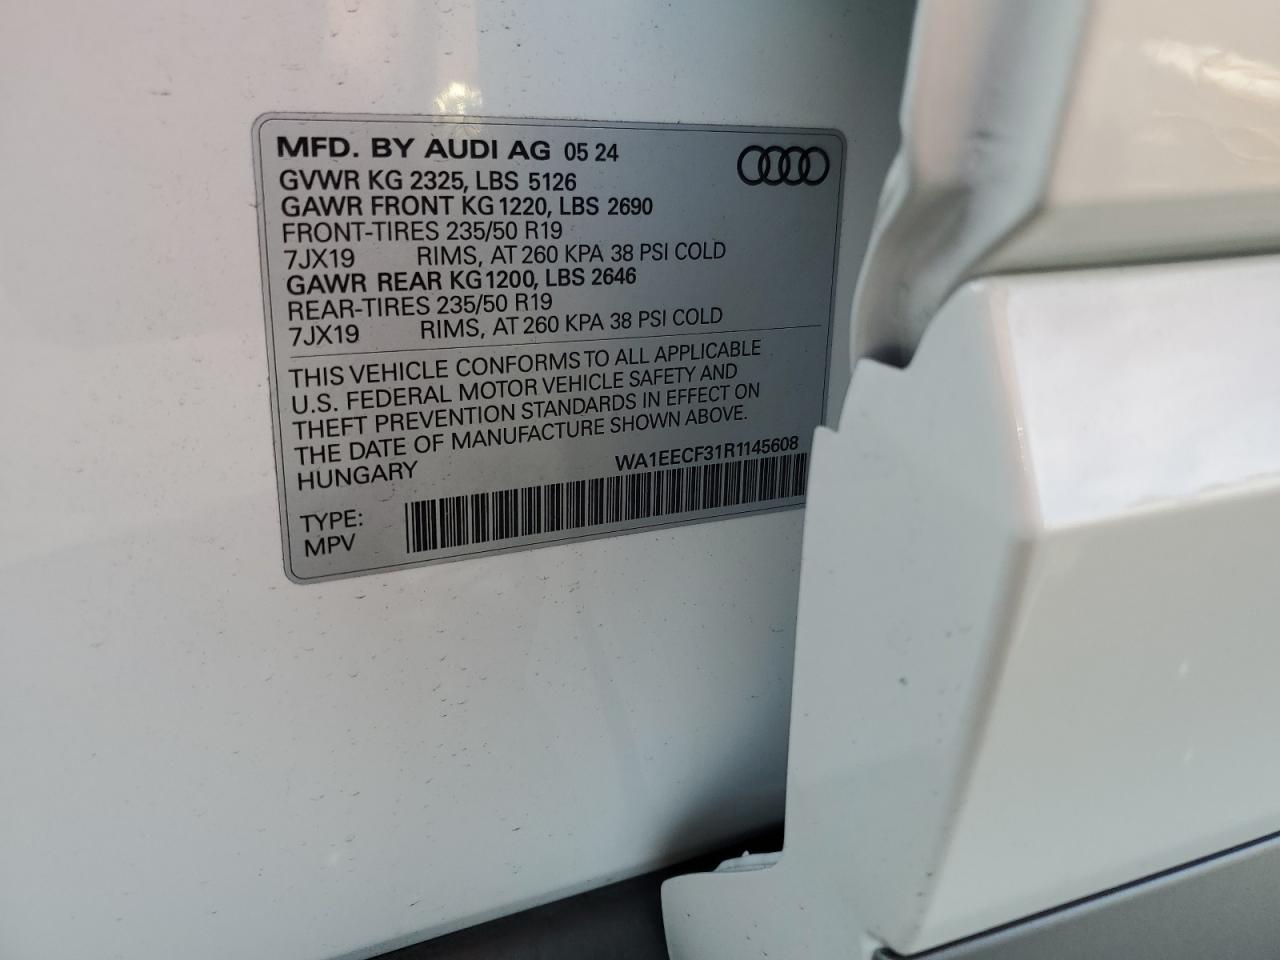 MFD. BY AUDI AG 05 24
GVWR KG 2325, LBS 5126
GAWR FRONT KG 1220, LBS 2690
FRONT-TIRES 235/50 R19
7JX19 RIMS, AT 260 KPA 38 PSI COLD
GAWR REAR KG 1200, LBS 2646
REAR-TIRES 235/50 R19
7JX19 RIMS, AT 260 KPA 38 PSI COLD
THIS VEHICLE CONFORMS TO ALL APPLICABLE
U.S. FEDERAL MOTOR VEHICLE SAFETY AND
THEFT PREVENTION STANDARDS IN EFFECT ON
THE DATE OF MANUFACTURE SHOWN ABOVE.
HUNGARY WA1EECF31R1145608
TYPE:
MPV